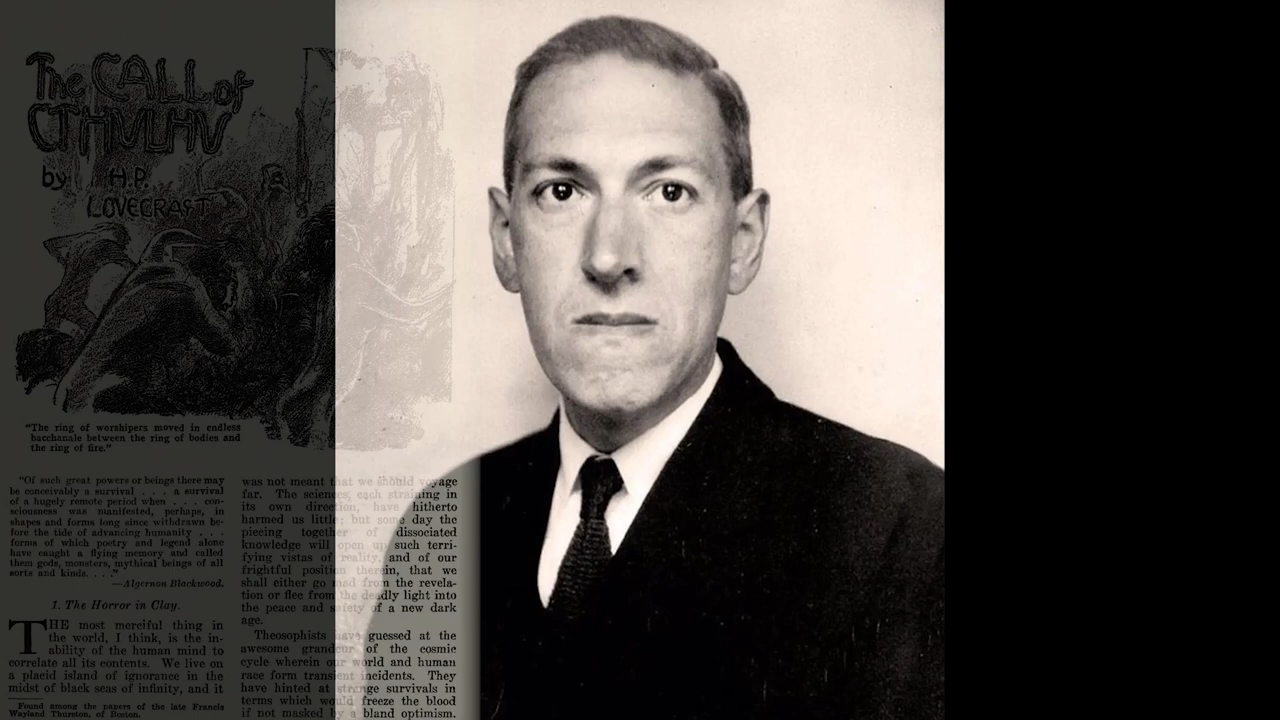 The CALL of
CTHULHU
by H.P.
LOVECRAFT
"The ring of worshipers moved in endless
bacchanale between the ring of bodies and
the ring of fire."
"Of such great powers or beings there may
be conceivably a survival . . . a survival
of a hugely remote period when . . . con-
sciousness was manifested, perhaps, in
shapes and forms long since withdrawn be-
fore the tide of advancing humanity . . .
forms of which poetry and legend alone
have caught a flying memory and called
them gods, monsters, mythical beings of all
sorts and kinds. . . ."
—Algernon Blackwood.
1. The Horror in Clay.
THE most merciful thing in
the world, I think, is the in-
ability of the human mind to
correlate all its contents. We live on
a placid island of ignorance in the
midst of black seas of infinity, and it
Found among the papers of the late Francis
Wayland Thurston, of Boston.
was not meant that we should voyage
far. The sciences, each straining in
its own direction, have hitherto
harmed us little; but some day the
piecing together of dissociated
knowledge will open up such terri-
fying vistas of reality, and of our
frightful position therein, that we
shall either go mad from the revela-
tion or flee from the deadly light into
the peace and safety of a new dark
age.
Theosophists have guessed at the
awesome grandeur of the cosmic
cycle wherein our world and human
race form transient incidents. They
have hinted at strange survivals in
terms which would freeze the blood
if not masked by a bland optimism.